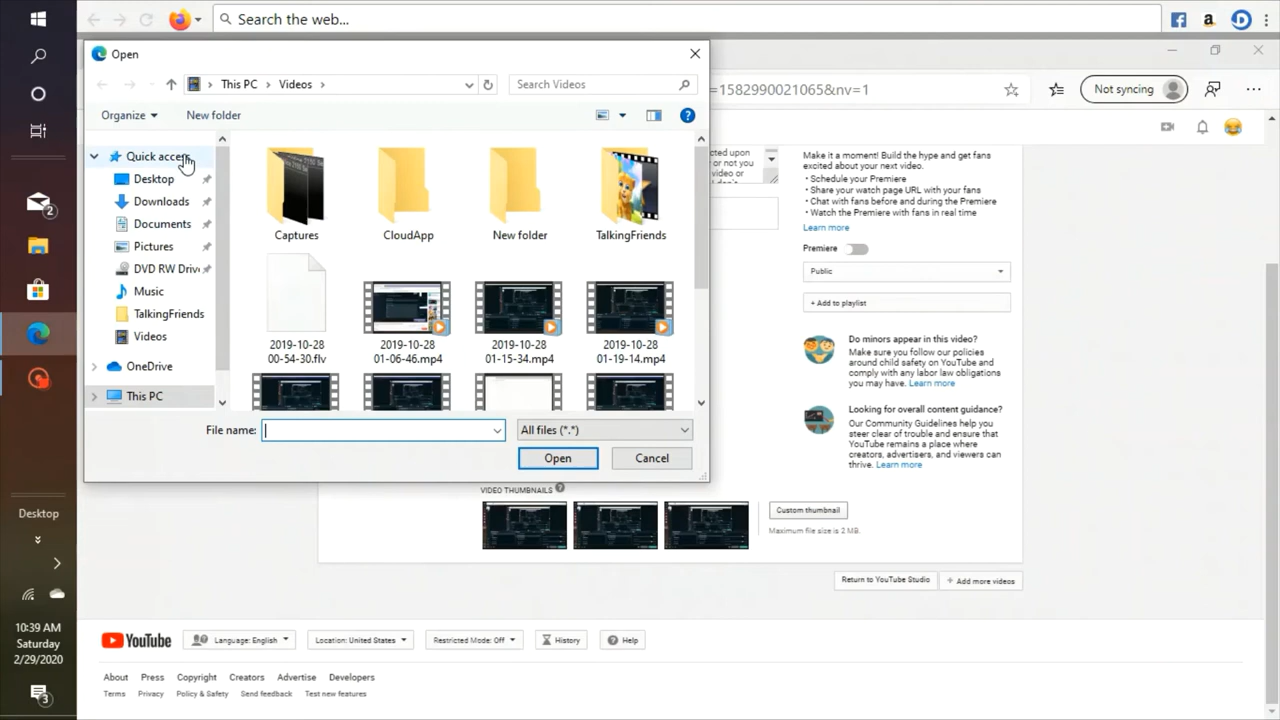 Search the web...
Open
This PC
Videos
Search Videos
=1582990021065&nv=1
Not syncing
Organize
New folder
Quick access
Desktop
Downloads
Documents
Pictures
DVD RW Driv
Music
TalkingFriends
Videos
OneDrive
This PC
Captures
CloudApp
New folder
TalkingFriends
2019-10-28
00-54-30.flv
2019-10-28
01-06-46.mp4
2019-10-28
01-15-34.mp4
2019-10-28
01-19-14.mp4
File name:
All files (*.*)
Open
Cancel
cted upon
or not you
Make it a moment! Build the hype and get fans
excited about your next video.
• Schedule your Premiere
• Share your watch page URL with your fans
• Chat with fans before and during the Premiere
• Watch the Premiere with fans in real time
Learn more
Premiere
Public
+ Add to playlist
Do minors appear in this video?
Make sure you follow our policies
around child safety on YouTube and
comply with any labor law obligations
you may have. Learn more
Looking for overall content guidance?
Our Community Guidelines help you
steer clear of trouble and ensure that
YouTube remains a place where
creators, advertisers, and viewers can
thrive. Learn more
VIDEO THUMBNAILS
Custom thumbnail
Maximum file size is 2 MB.
Return to YouTube Studio
+ Add more videos
YouTube
Language: English
Location: United States
Restricted Mode: Off
History
Help
About Press Copyright Creators Advertise Developers
Terms Privacy Policy & Safety Send feedback Test new features
2
Desktop
10:39 AM
Saturday
2/29/2020
3